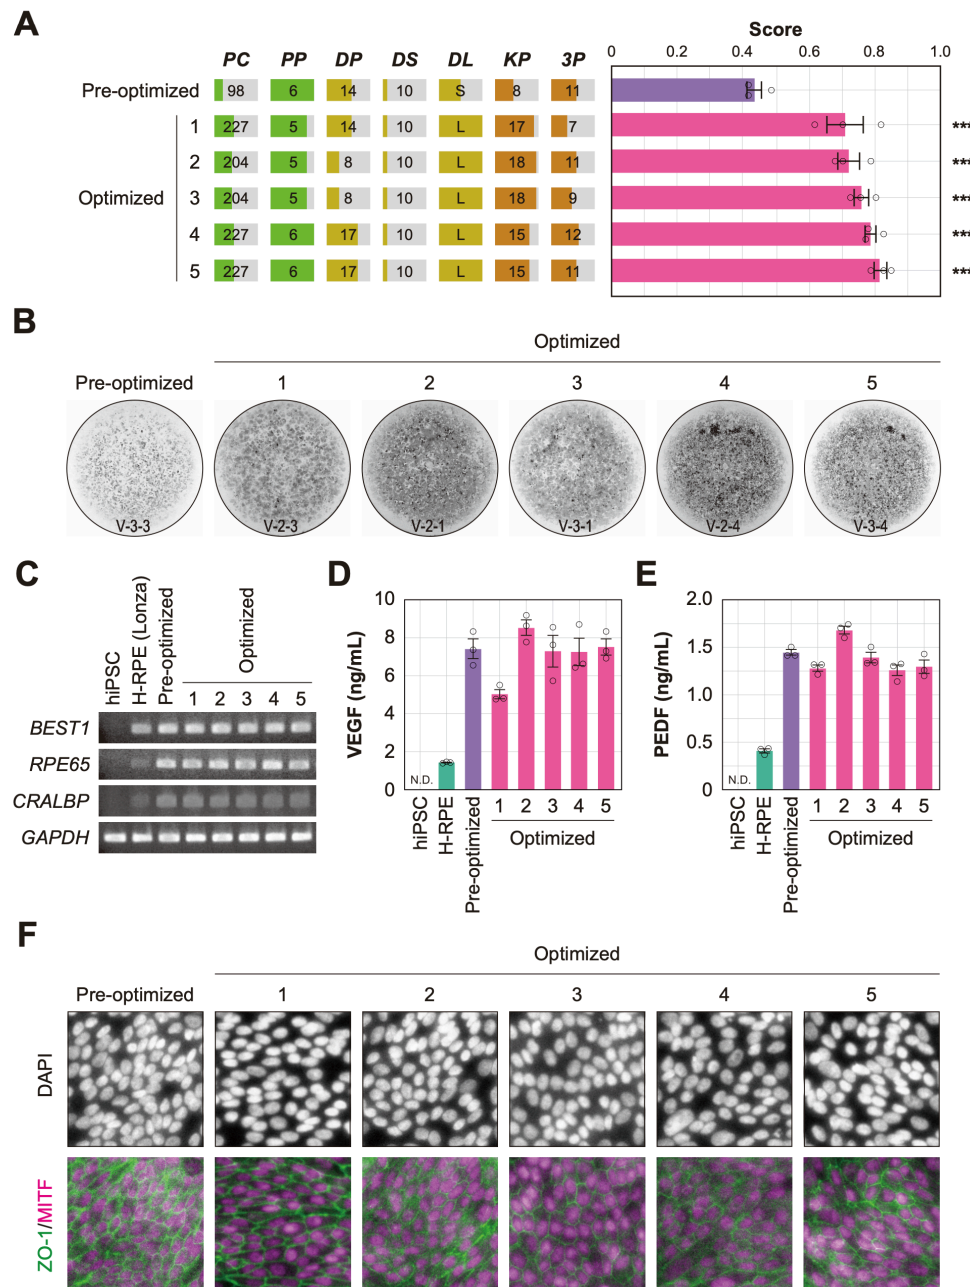 A
Score
PC PP DP DS DL KP 3P
0 0.2 0.4 0.6 0.8 1.0
Pre-optimized 98 6 14 10 S 8 11
Optimized
1 227 5 14 10 L 17 7 ***
2 204 5 8 10 L 18 11 ***
3 204 5 8 10 L 18 9 ***
4 227 6 17 10 L 15 12 ***
5 227 6 17 10 L 15 11 ***
B
Optimized
Pre-optimized 1 2 3 4 5
V-3-3 V-2-3 V-2-1 V-3-1 V-2-4 V-3-4
C
hiPSC
H-RPE (Lonza)
Pre-optimized
Optimized
1 2 3 4 5
BEST1
RPE65
CRALBP
GAPDH
D
VEGF (ng/mL)
10
8
6
4
2
0
N.D.
hiPSC
H-RPE
Pre-optimized
1 2 3 4 5
Optimized
E
PEDF (ng/mL)
2.0
1.5
1.0
0.5
0
N.D.
hiPSC
H-RPE
Pre-optimized
1 2 3 4 5
Optimized
F
Optimized
Pre-optimized 1 2 3 4 5
DAPI
ZO-1/MITF